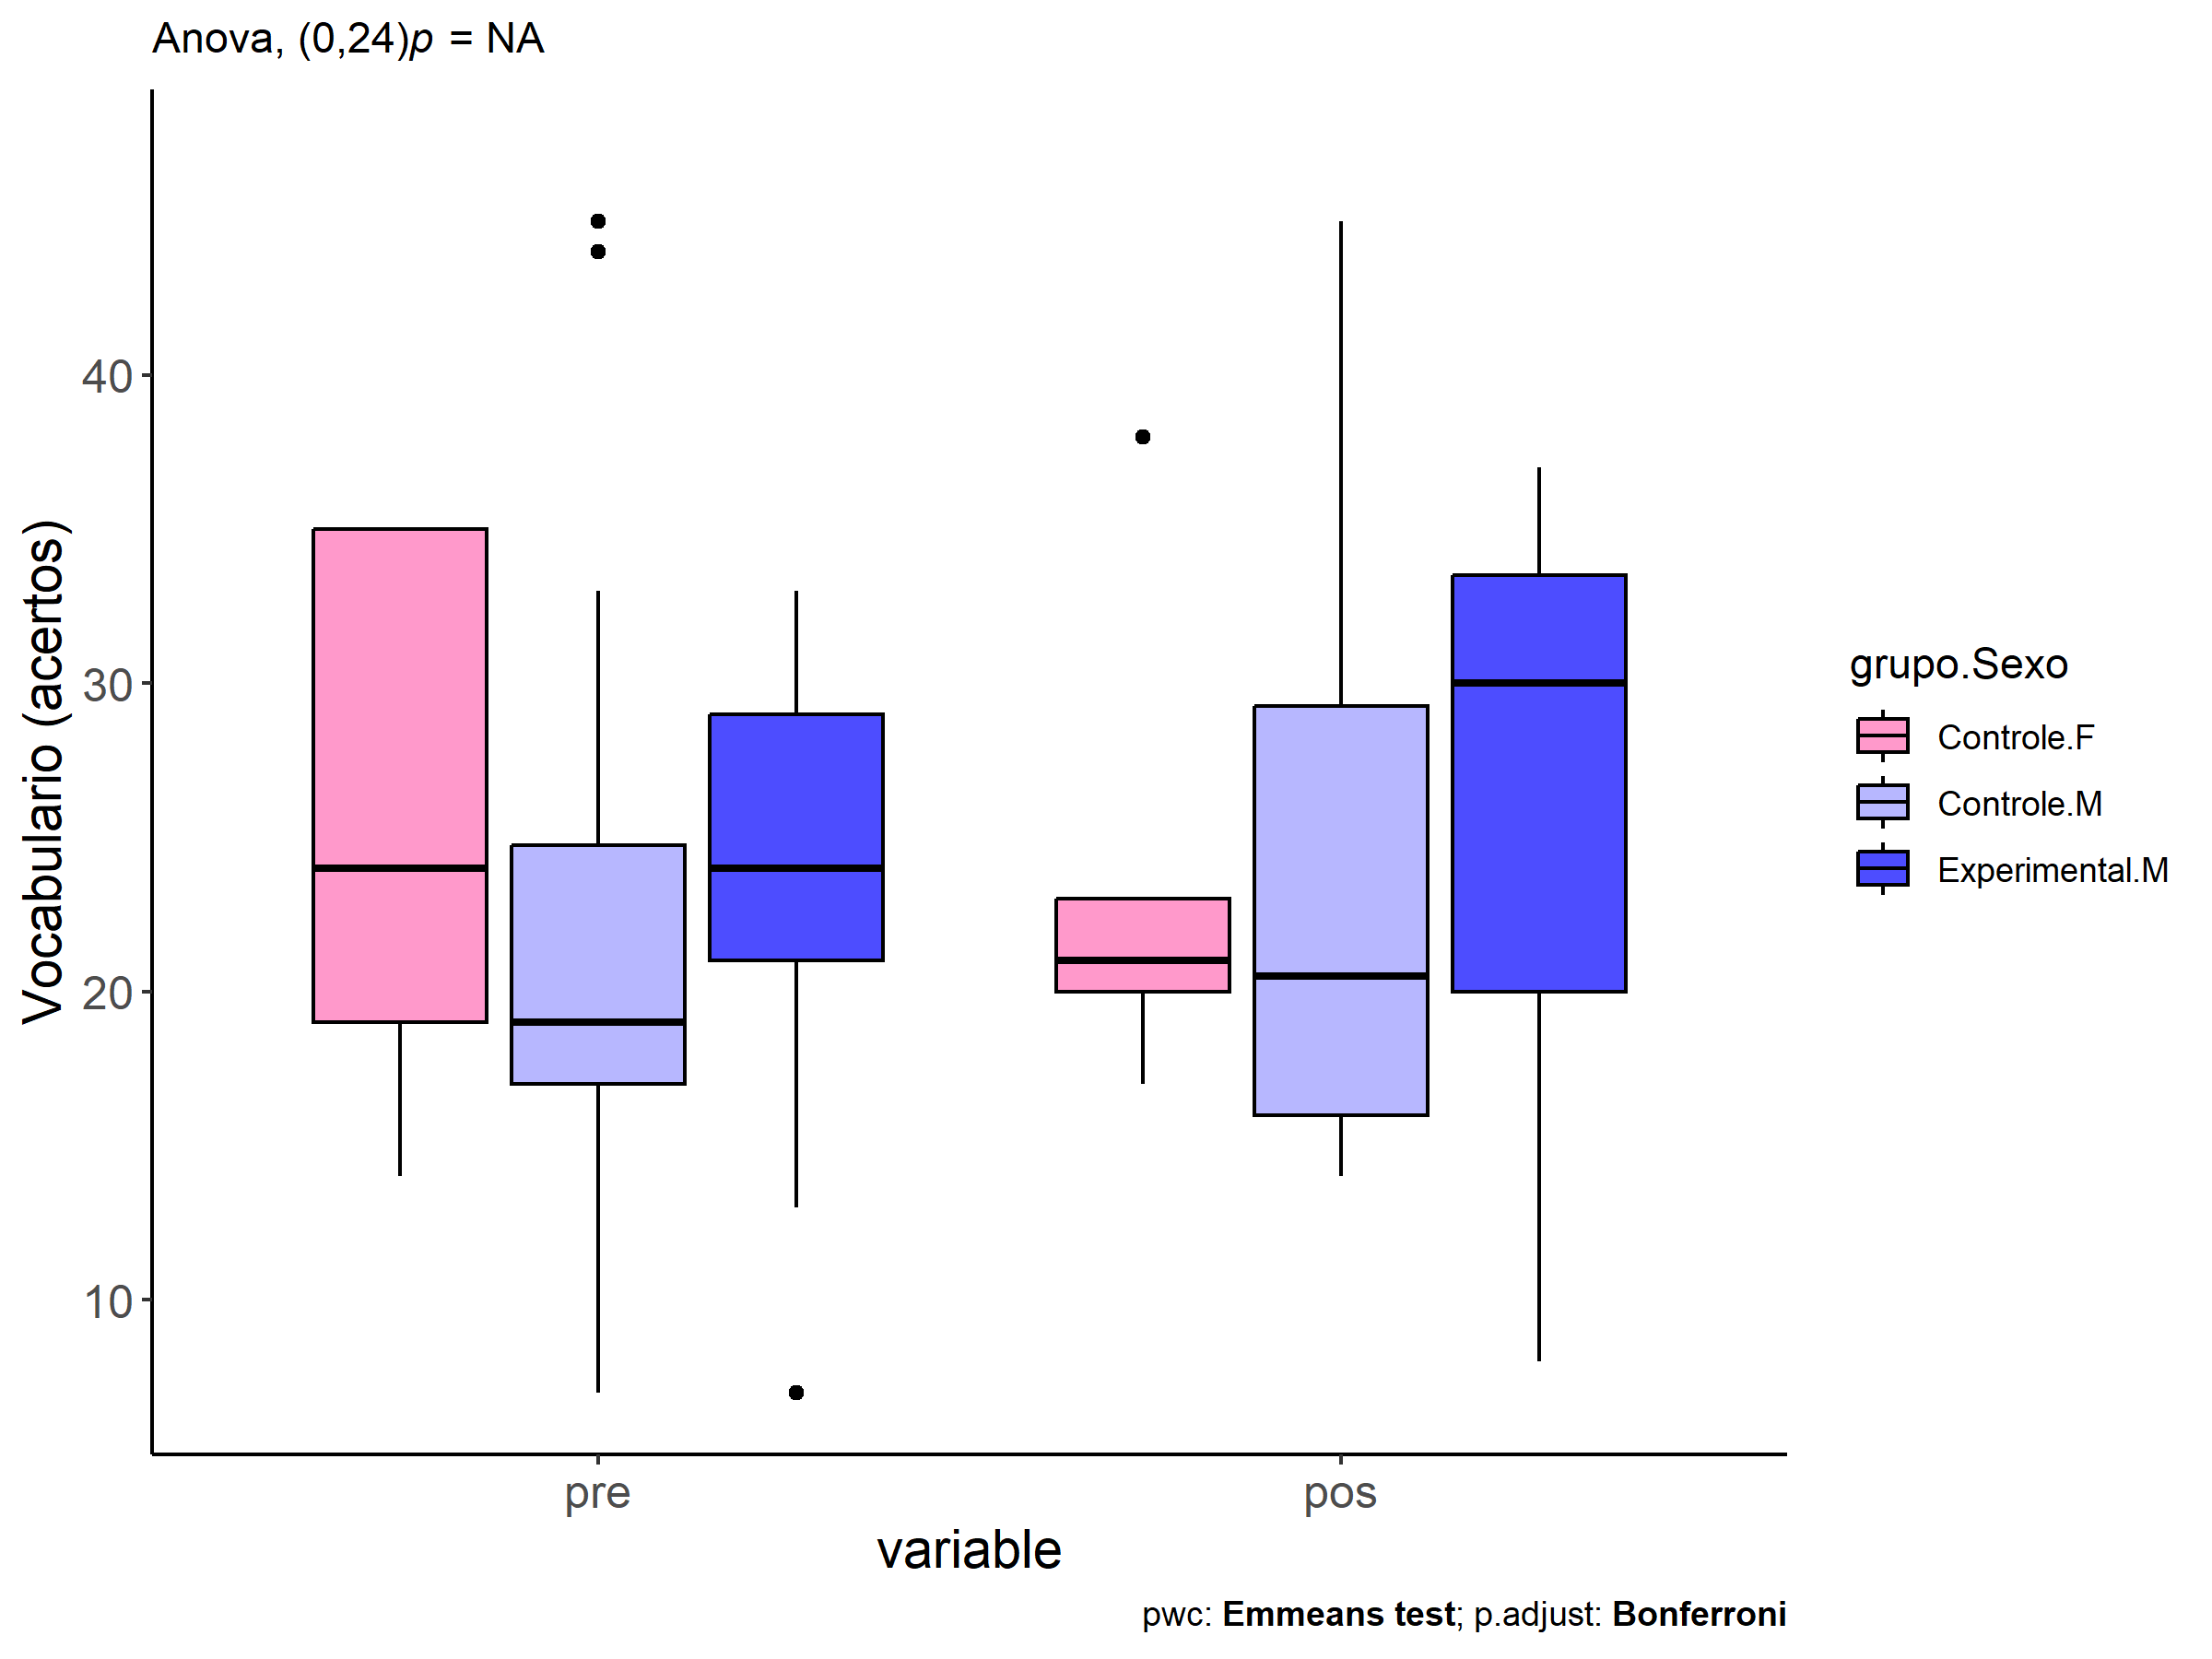 Anova, (0,24)p = NA
Vocabulario (acertos)
40
30
20
10
pre
pos
variable
grupo.Sexo
Controle.F
Controle.M
Experimental.M
pwc: Emmeans test; p.adjust: Bonferroni